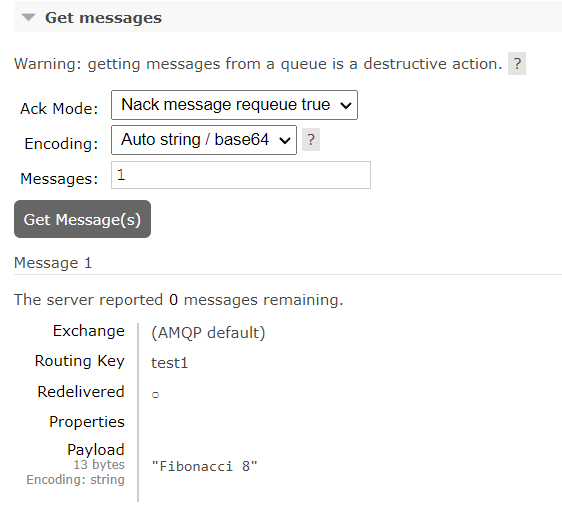 Get messages
Warning: getting messages from a queue is a destructive action. ?
Ack Mode: Nack message requeue true
Encoding: Auto string / base64 ?
Messages: 1
Get Message(s)
Message 1
The server reported 0 messages remaining.
Exchange (AMQP default)
Routing Key test1
Redelivered ○
Properties
Payload
13 bytes "Fibonacci 8"
Encoding: string